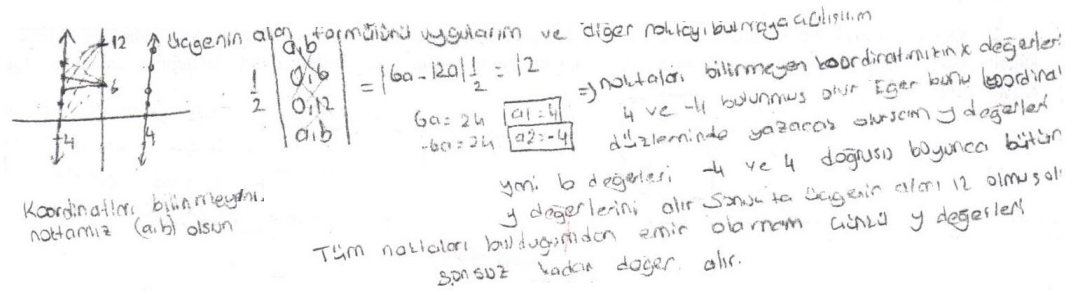 Üçgenin alan formülünü uygularım ve diğer noktayı bulmaya çalışırım
12
6
-4
4
1/2
a,b
0,6
0,12
a,b
= |6a - 12a| 1/2 = 12
6a = 24 a1 = 4
-6a = 24 a2 = -4
Koordinatları bilinmeyen
noktamız (a,b) olsun
=> noktaları bilinmeyen koordinatımızın x değerleri
4 ve -4 bulunmuş olur Eğer bunu koordinat
düzleminde yazacak olursam y değerleri
yani b değerleri -4 ve 4 doğrusu boyunca bütün
y değerlerini alır Sonuçta üçgenin alanı 12 olmuş olur
Tüm noktaları bulduğumdan emin olamam çünkü y değerleri
sonsuz kadar değer alır.